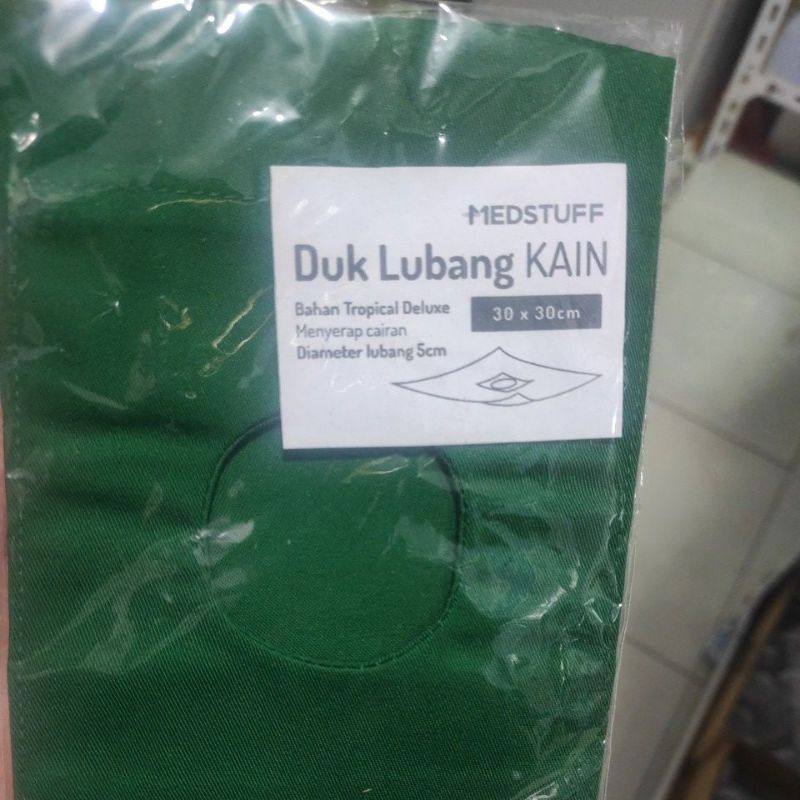 MEDSTUFF
Duk Lubang KAIN
Bahan Tropical Deluxe
30 x 30cm
Menyerap cairan
Diameter lubang 5cm